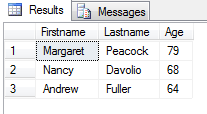 Results Messages
Firstname Lastname Age
1 Margaret Peacock 79
2 Nancy Davolio 68
3 Andrew Fuller 64